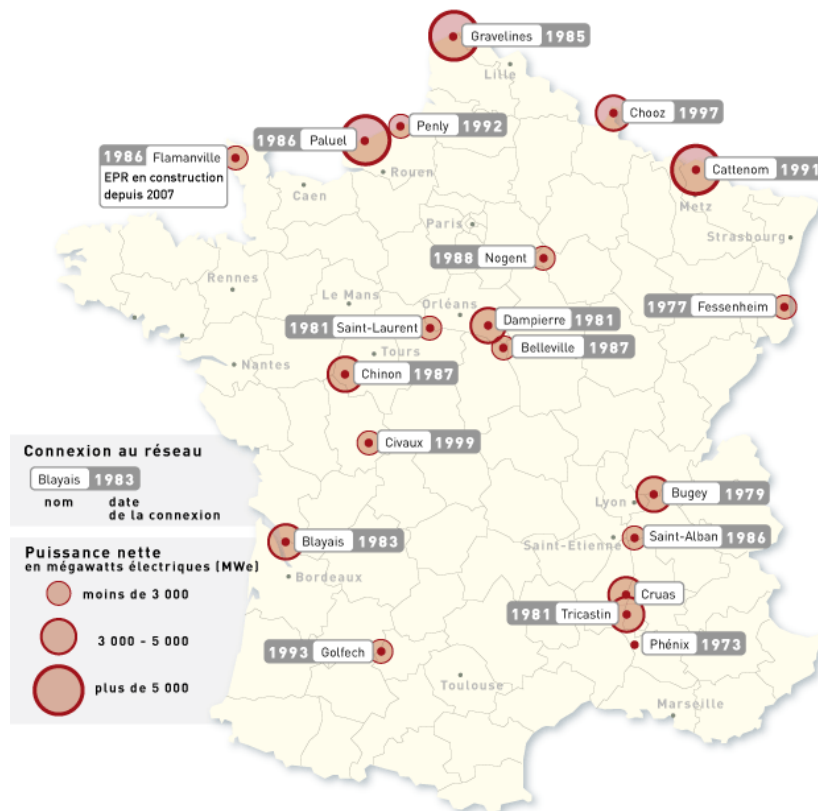 Gravelines 1985
Lille
Chooz 1997
1986 Paluel
Penly 1992
1986 Flamanville
EPR en construction
depuis 2007
Rouen
Caen
Cattenom 1991
Metz
Paris
Strasbourg
1988 Nogent
Rennes
Le Mans
Orléans
1977 Fessenheim
1981 Saint-Laurent
Dampierre 1981
Belleville 1987
Tours
Nantes
Chinon 1987
Civaux 1999
Connexion au réseau
Blayais 1983
nom date
de la connexion
Bugey 1979
Lyon
Saint-Alban 1986
Saint-Etienne
Blayais 1983
Bordeaux
Puissance nette
en mégawatts électriques (MWe)
moins de 3 000
3 000 - 5 000
plus de 5 000
Cruas
1981 Tricastin
Phénix 1973
1993 Golfech
Toulouse
Marseille